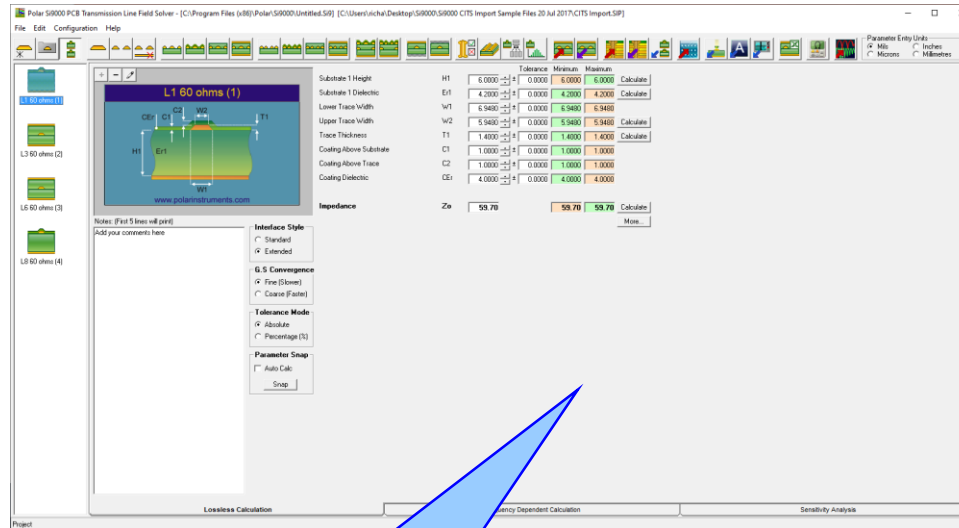 Polar Si9000 PCB Transmission Line Field Solver - [C:\Program Files (x86)\Polar\Si9000\Untitled.Si9] [C:\Users\richa\Desktop\Si9000\Si9000 CITS Import Sample Files 20 Jul 2017\CITS Import.SIP]
File Edit Configuration Help
Parameter Entry Units
Mils Inches
Microns Millimetres
L1 60 ohms (1)
L3 60 ohms (2)
L6 60 ohms (3)
L8 60 ohms (4)
L1 60 ohms (1)
CEr C1 C2 W2 T1
H1 Er1
W1
www.polarinstruments.com
Notes: (First 5 lines will print)
Add your comments here
Interface Style
Standard
Extended
G.S Convergence
Fine (Slower)
Coarse (Faster)
Tolerance Mode
Absolute
Percentage (%)
Parameter Snap
Auto Calc
Snap
Tolerance Minimum Maximum
Substrate 1 Height H1 6.0000 ± 0.0000 6.0000 6.0000 Calculate
Substrate 1 Dielectric Er1 4.2000 ± 0.0000 4.2000 4.2000 Calculate
Lower Trace Width W1 6.9480 ± 0.0000 6.9480 6.9480
Upper Trace Width W2 5.9480 ± 0.0000 5.9480 5.9480 Calculate
Trace Thickness T1 1.4000 ± 0.0000 1.4000 1.4000 Calculate
Coating Above Substrate C1 1.0000 ± 0.0000 1.0000 1.0000
Coating Above Trace C2 1.0000 ± 0.0000 1.0000 1.0000
Coating Dielectric CEr 4.0000 ± 0.0000 4.0000 4.0000
Impedance Zo 59.70 59.70 59.70 Calculate
More...
Lossless Calculation Dependent Calculation Sensitivity Analysis
Project